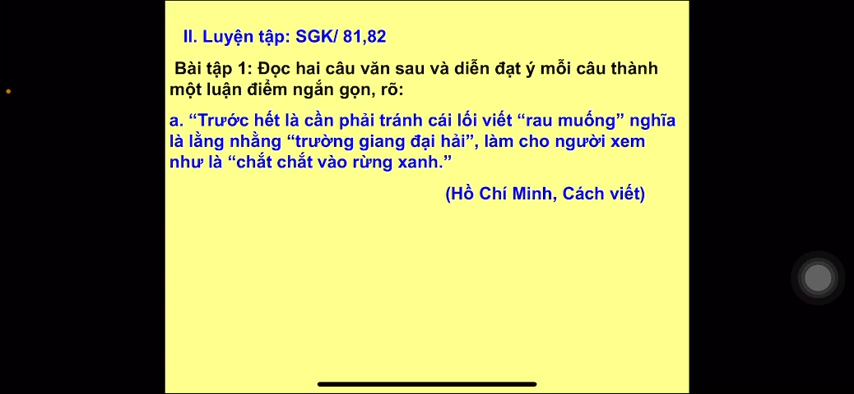 II. Luyện tập: SGK/ 81,82
Bài tập 1: Đọc hai câu văn sau và diễn đạt ý mỗi câu thành
một luận điểm ngắn gọn, rõ:
a. “Trước hết là cần phải tránh cái lối viết “rau muống” nghĩa
là lằng nhằng “trường giang đại hải”, làm cho người xem
như là “chắt chắt vào rừng xanh.”
(Hồ Chí Minh, Cách viết)